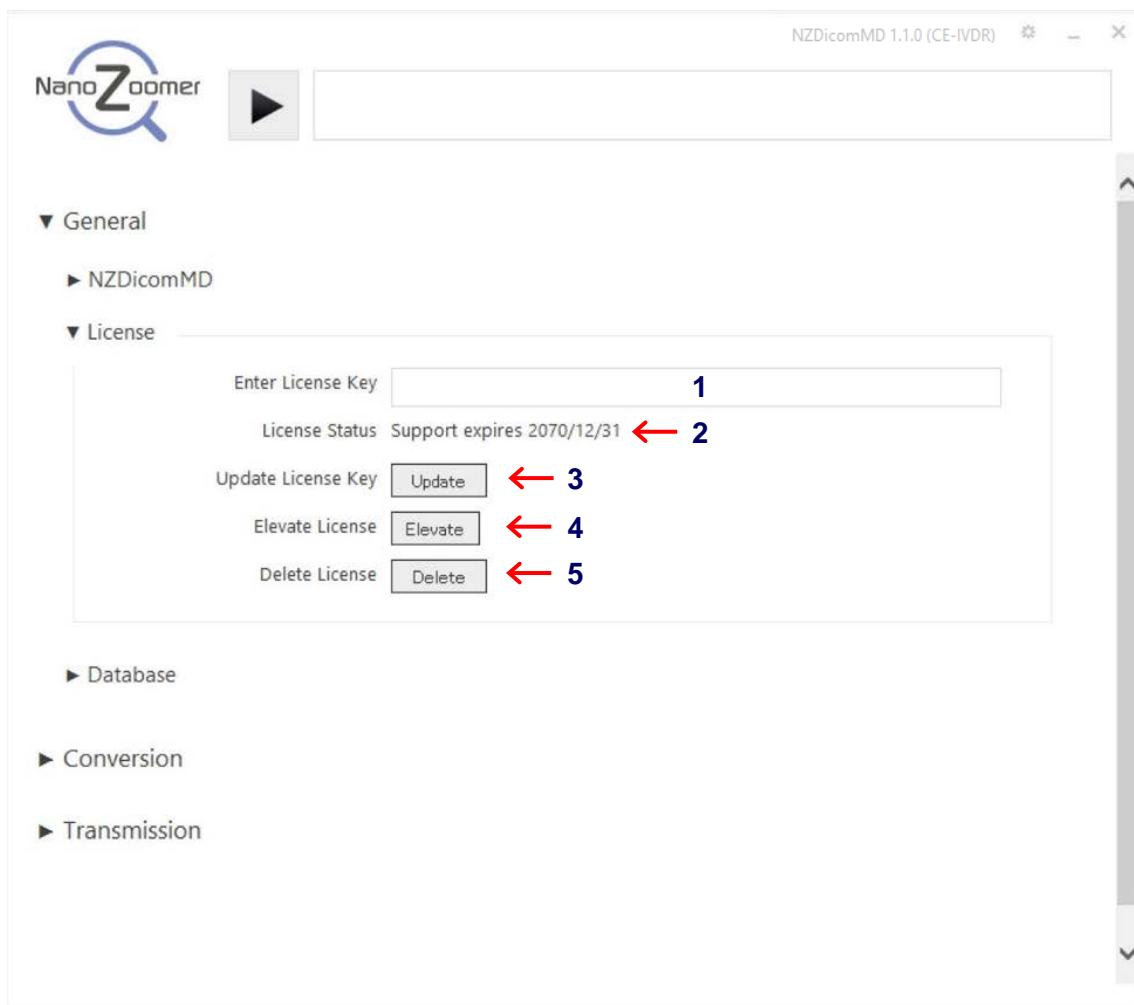 NZDicomMD 1.1.0 (CE-IVDR)
NanoZoomer
▼ General
► NZDicomMD
▼ License
Enter License Key 1
License Status Support expires 2070/12/31 ← 2
Update License Key Update ← 3
Elevate License Elevate ← 4
Delete License Delete ← 5
► Database
► Conversion
► Transmission